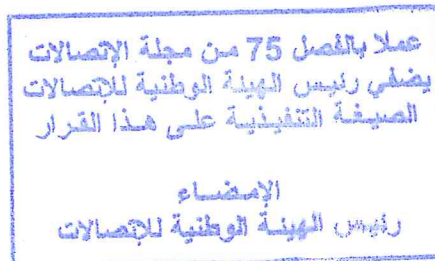 عملا بالفصل 75 من مجلة الإتصالات
يضفي رئيس الهيئة الوطنية للإتصالات
الصيغة التنفيذية على هذا القرار
الإمضاء
رئيس الهيئة الوطنية للإتصالات